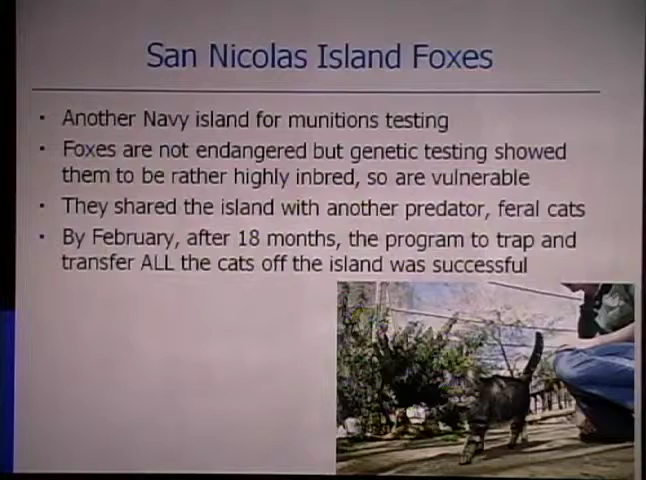 San Nicolas Island Foxes
• Another Navy island for munitions testing
• Foxes are not endangered but genetic testing showed
them to be rather highly inbred, so are vulnerable
• They shared the island with another predator, feral cats
• By February, after 18 months, the program to trap and
transfer ALL the cats off the island was successful